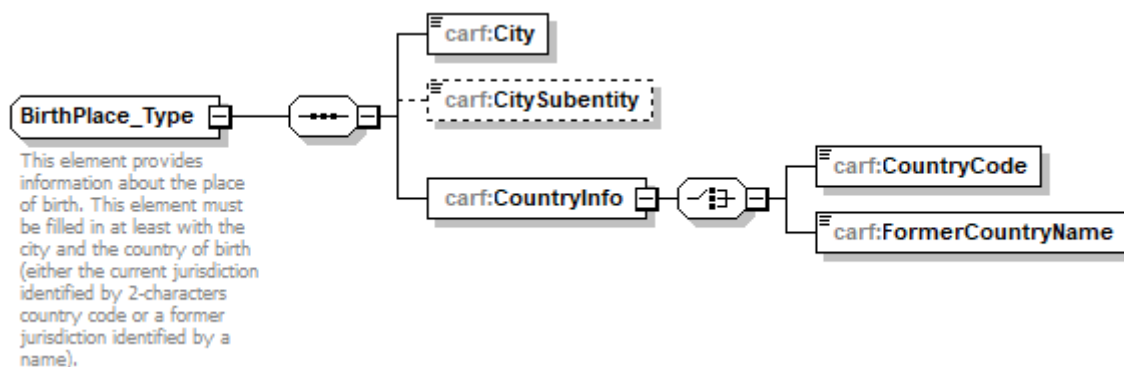 carf:City
carf:CitySubentity
BirthPlace_Type
This element provides
information about the place
of birth. This element must
be filled in at least with the
city and the country of birth
(either the current jurisdiction
identified by 2-characters
country code or a former
jurisdiction identified by a
name).
carf:CountryInfo
carf:CountryCode
carf:FormerCountryName